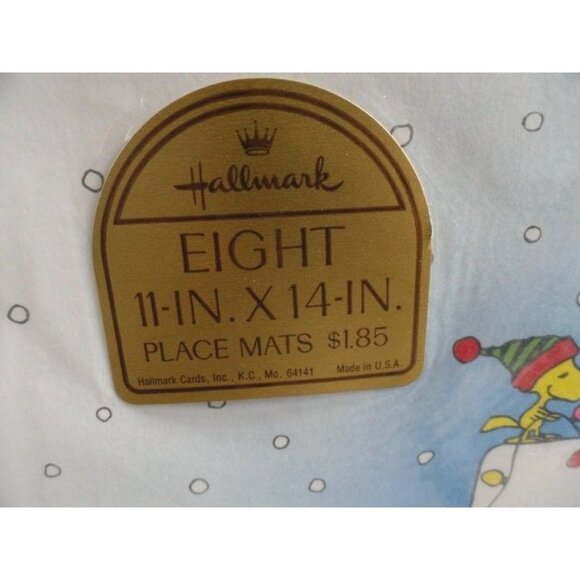 Hallmark
EIGHT
11-IN. X 14-IN.
PLACE MATS $1.85
Hallmark Cards, Inc., K.C., Mo. 64141 Made in U.S.A.